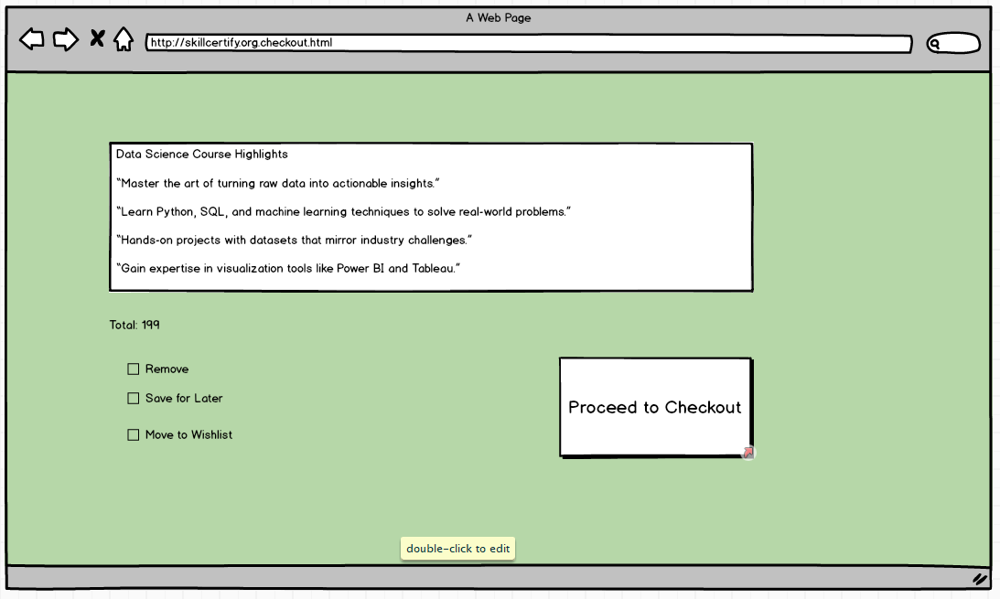 A Web Page
http://skillcertify.org.checkout.html
Data Science Course Highlights
“Master the art of turning raw data into actionable insights.”
“Learn Python, SQL, and machine learning techniques to solve real-world problems.”
“Hands-on projects with datasets that mirror industry challenges.”
“Gain expertise in visualization tools like Power BI and Tableau.”
Total: 199
Remove
Save for Later
Move to Wishlist
Proceed to Checkout
double-click to edit